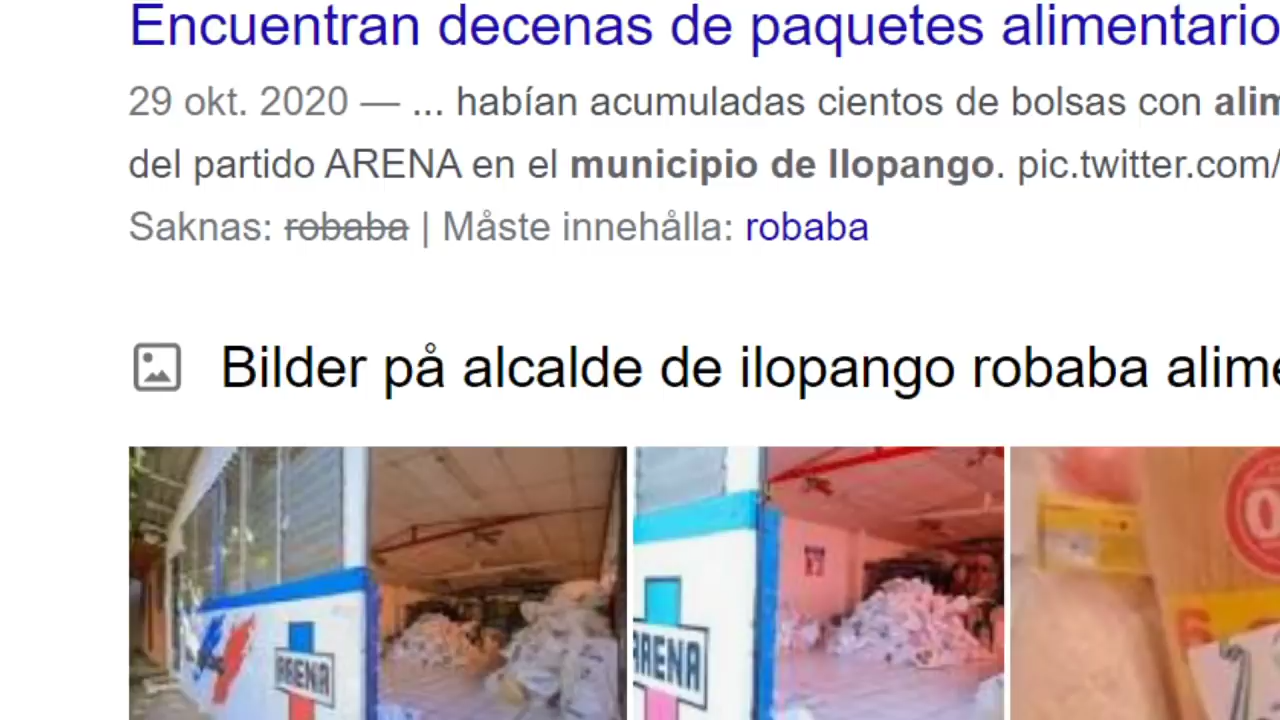 Encuentran decenas de paquetes alimentario
29 okt. 2020 — ... habían acumuladas cientos de bolsas con alim
del partido ARENA en el municipio de Ilopango. pic.twitter.com/
Saknas: robaba | Måste innehålla: robaba
Bilder på alcalde de ilopango robaba alime
ARENA
ARENA